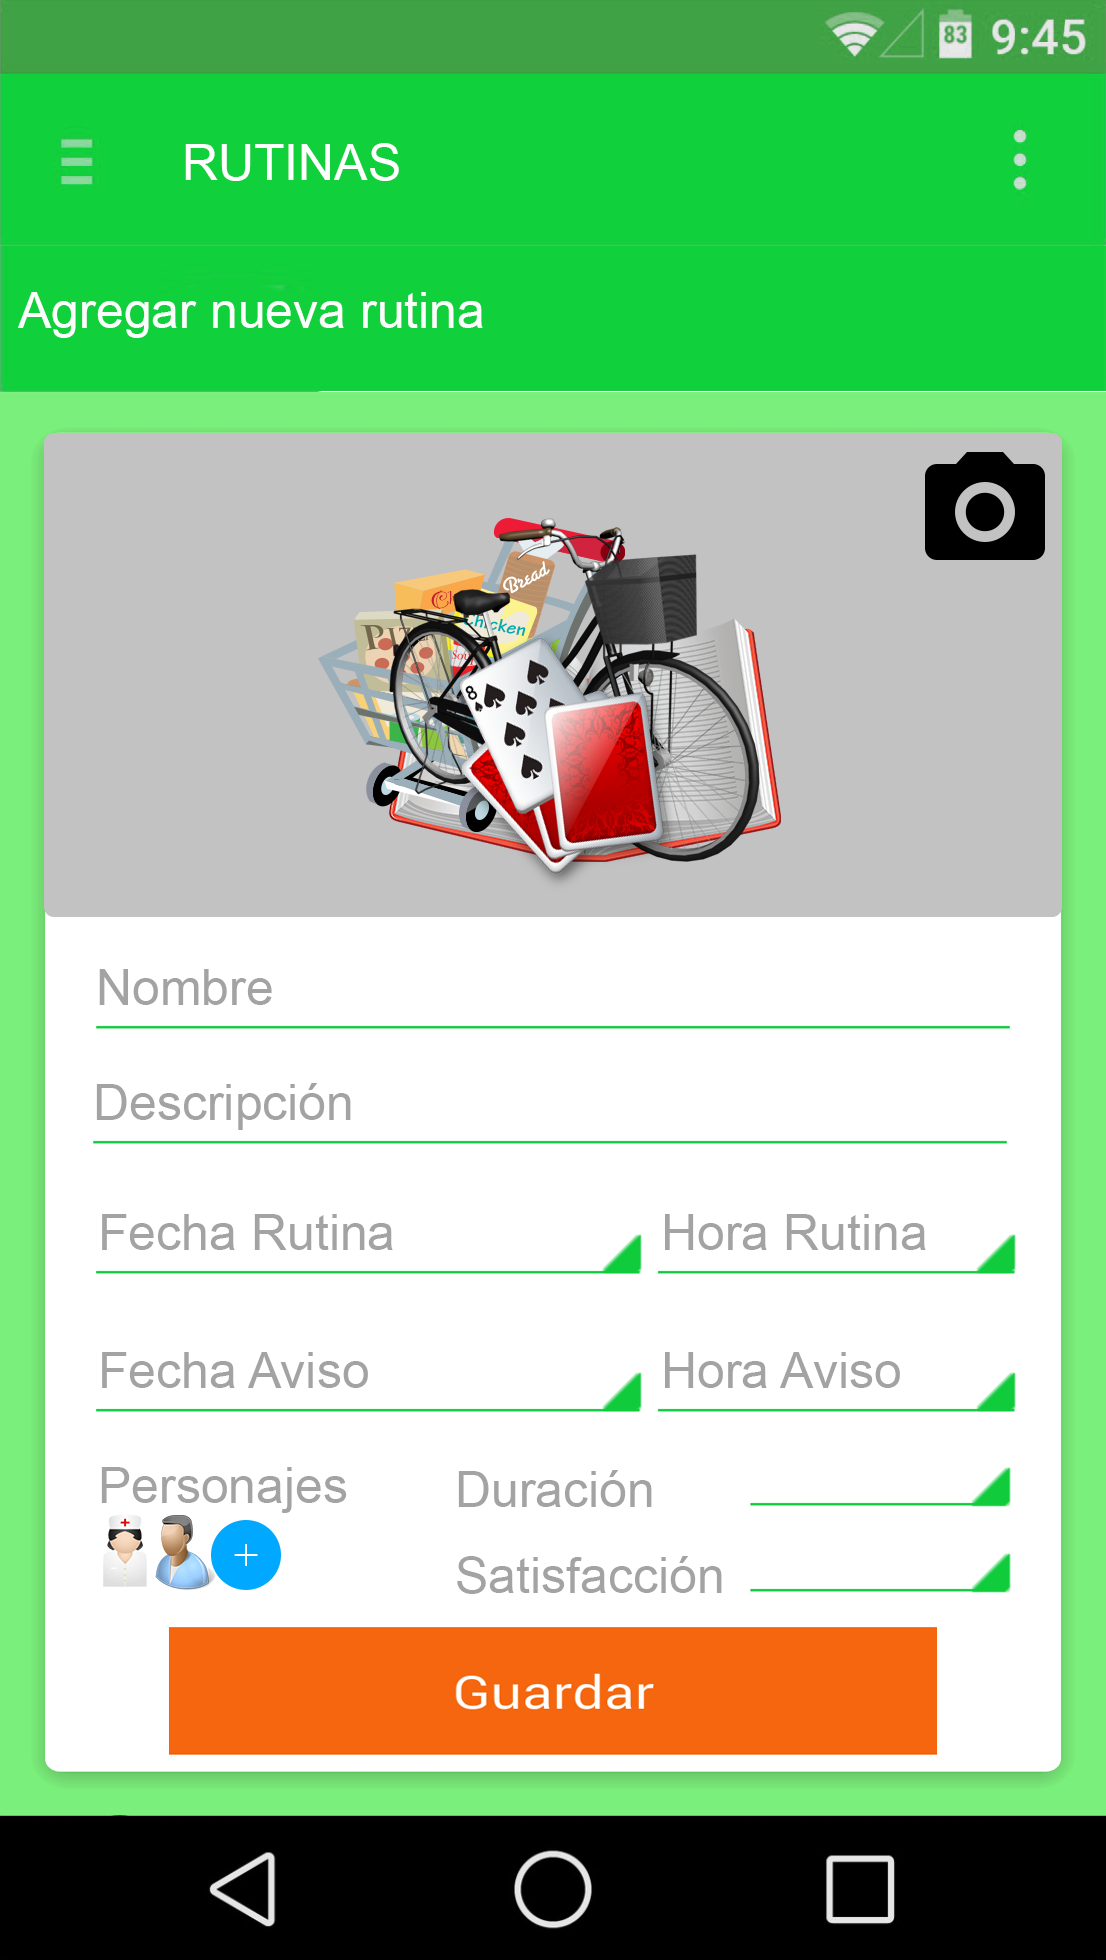 83 9:45
RUTINAS
Agregar nueva rutina
Bread
Chicken
8
Nombre
Descripción
Fecha Rutina Hora Rutina
Fecha Aviso Hora Aviso
Personajes Duración
Satisfacción
Guardar